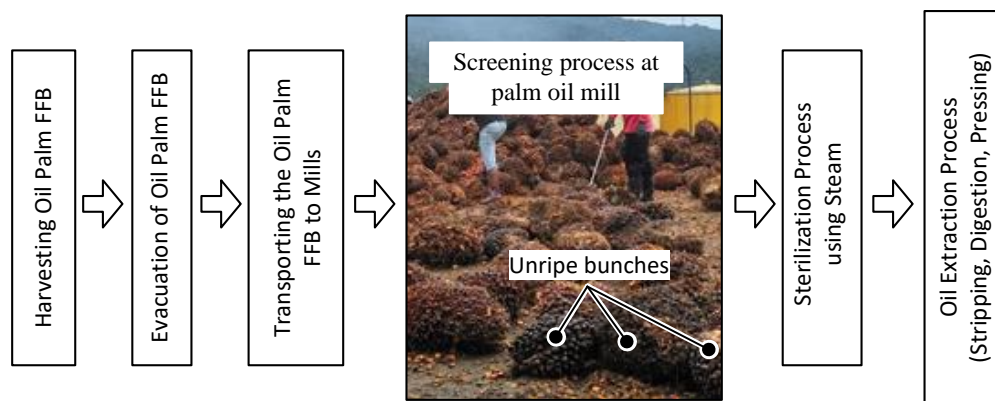 Harvesting Oil Palm FFB
Evacuation of Oil Palm FFB
Transporting the Oil Palm
FFB to Mills
Screening process at
palm oil mill
Unripe bunches
Sterilization Process
using Steam
Oil Extraction Process
(Stripping, Digestion, Pressing)